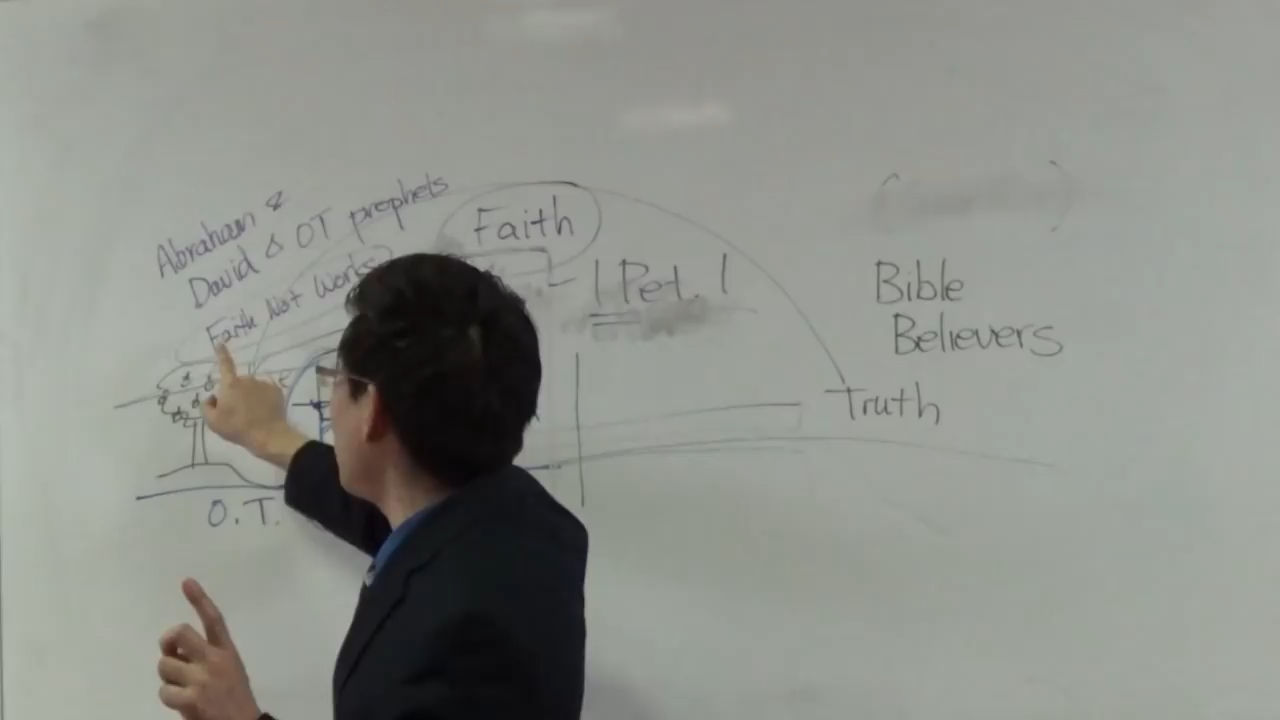 Abraham &
David & OT prophets
Faith Not Works
Faith
1 Pet. 1
Bible
Believers
Truth
O.T.